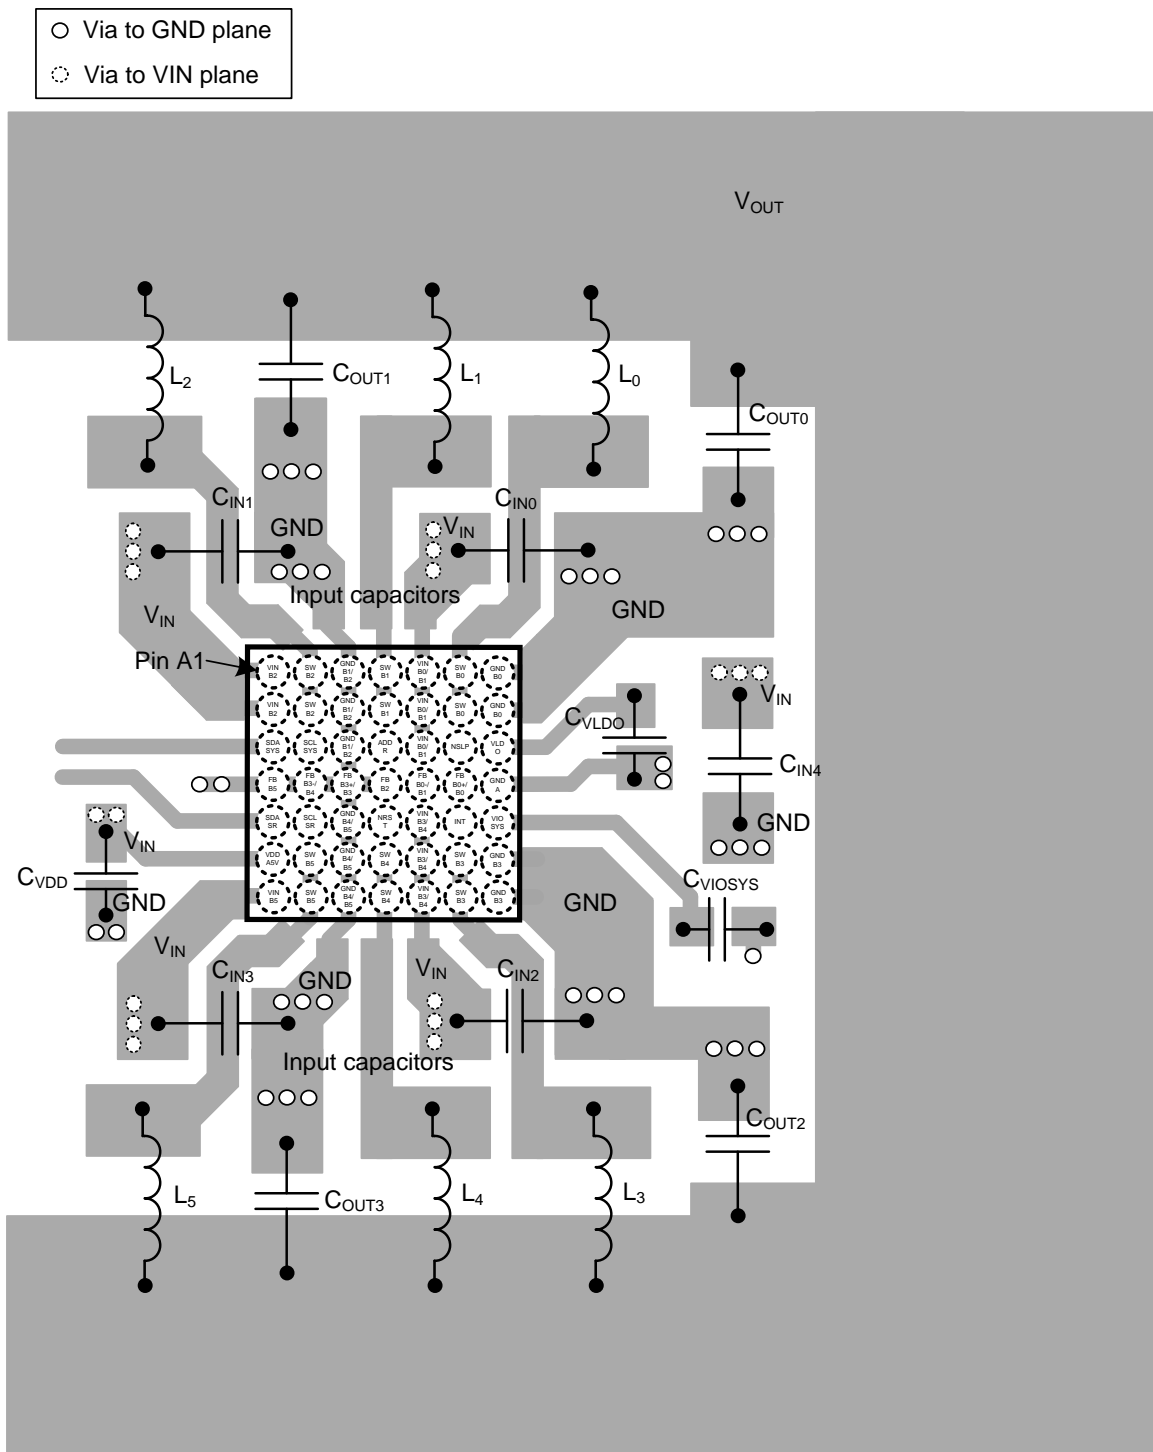 Via to GND plane
Via to VIN plane
VOUT
L2
COUT1
L1
L0
COUT0
CIN1
CIN0
GND
VIN
Input capacitors
VIN
GND
Pin A1
VIN B2
SW B2
GND B1/ B2
SW B1
VIN B0/ B1
SW B0
GND B0
VIN B2
SW B2
GND B1/ B2
SW B1
VIN B0/ B1
SW B0
GND B0
SDA SYS
SCL SYS
GND B1/ B2
ADD R
VIN B0/ B1
NSLP
VLD O
FB B5
FB B3-/ B4
FB B3+/ B3
FB B2
FB B0-/ B1
FB B0+/ B0
GND A
SDA SR
SCL SR
GND B4/ B5
NRS T
VIN B3/ B4
INT
VIO SYS
VDD A5V
SW B5
GND B4/ B5
SW B4
VIN B3/ B4
SW B3
GND B3
VIN B5
SW B5
GND B4/ B5
SW B4
VIN B3/ B4
SW B3
GND B3
CVLDO
VIN
CIN4
GND
VIN
CVDD
GND
CVIOSYS
GND
VIN
CIN3
GND
VIN
CIN2
Input capacitors
COUT2
L5
COUT3
L4
L3